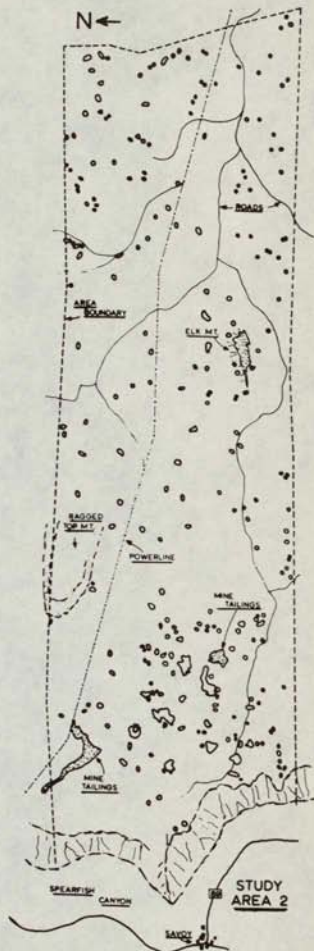 N
ROADS
AREA
BOUNDARY
ELK MT.
RAGGED
TOP MT.
POWERLINE
MINE
TAILINGS
MINE
TAILINGS
SPEARFISH
CANYON
STUDY
AREA 2
SAVOY